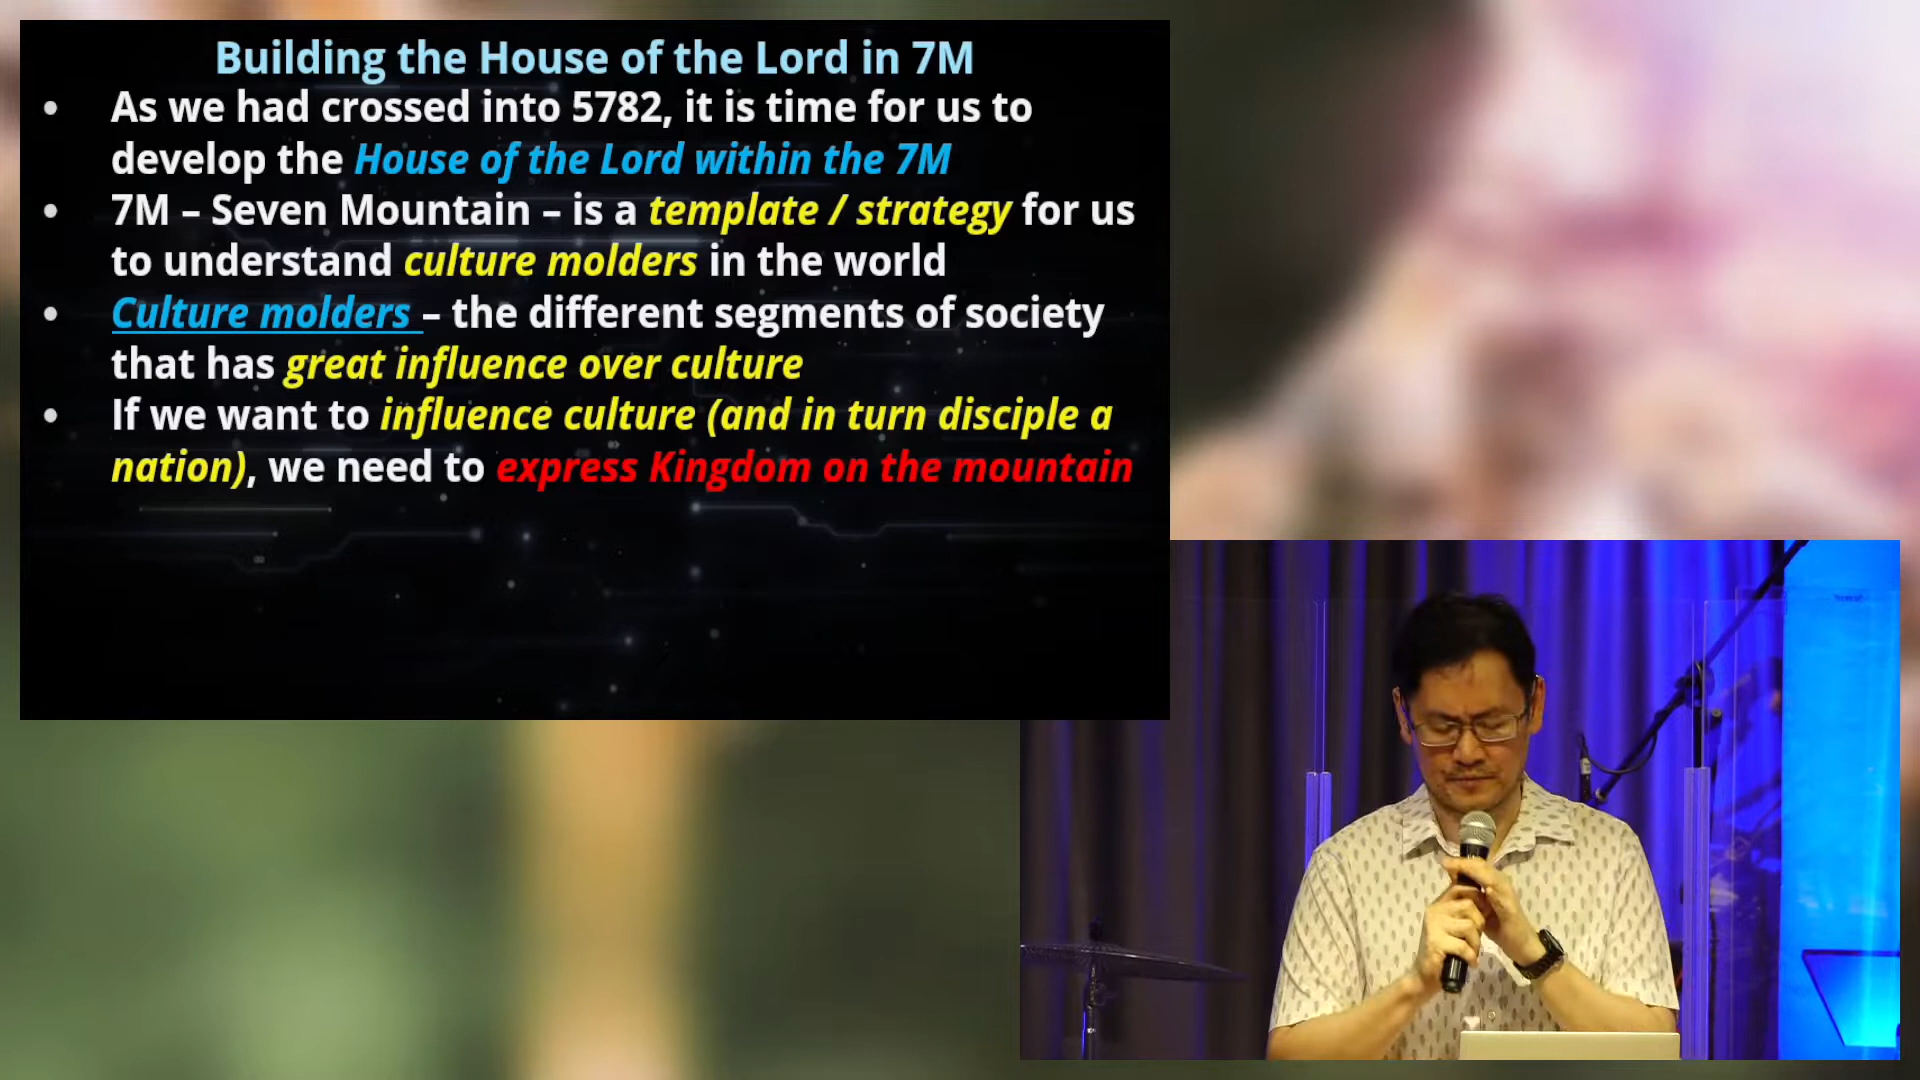 Building the House of the Lord in 7M
• As we had crossed into 5782, it is time for us to
develop the House of the Lord within the 7M
• 7M – Seven Mountain – is a template / strategy for us
to understand culture molders in the world
• Culture molders – the different segments of society
that has great influence over culture
• If we want to influence culture (and in turn disciple a
nation), we need to express Kingdom on the mountain